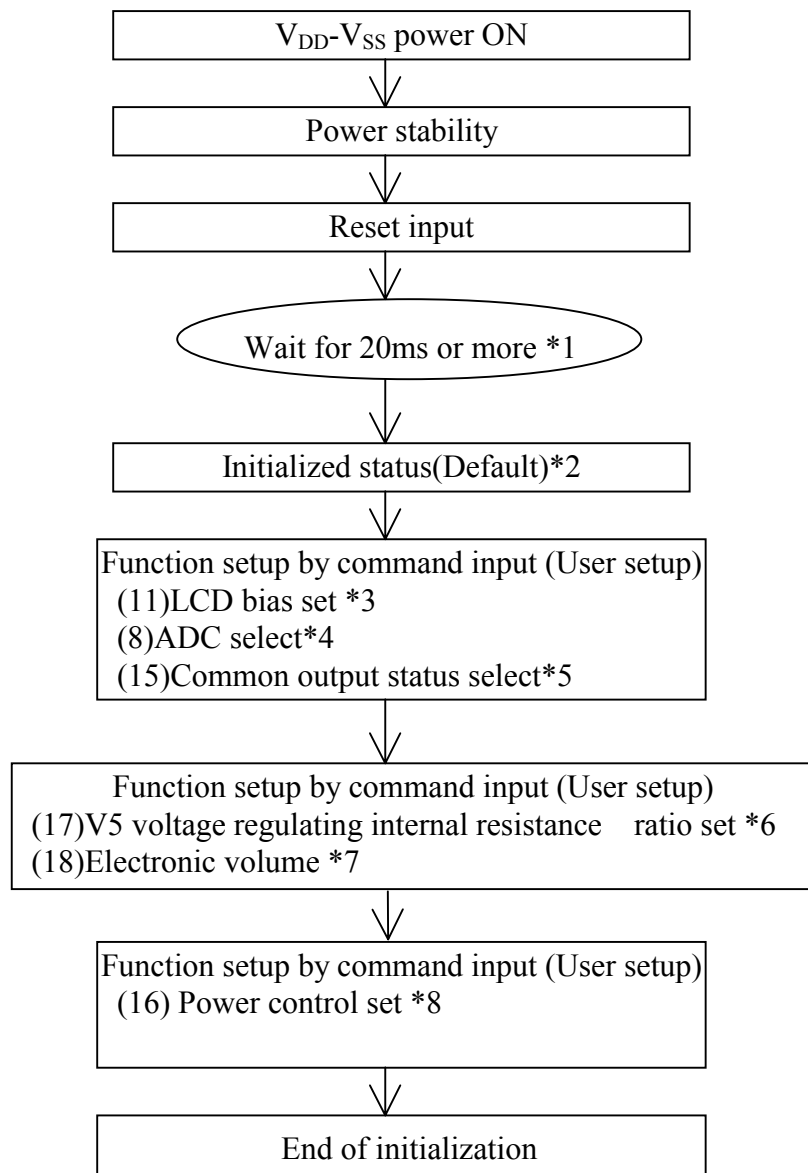 VDD-VSS power ON
Power stability
Reset input
Wait for 20ms or more *1
Initialized status(Default)*2
Function setup by command input (User setup)
(11)LCD bias set *3
(8)ADC select*4
(15)Common output status select*5
Function setup by command input (User setup)
(17)V5 voltage regulating internal resistance ratio set *6
(18)Electronic volume *7
Function setup by command input (User setup)
(16) Power control set *8
End of initialization